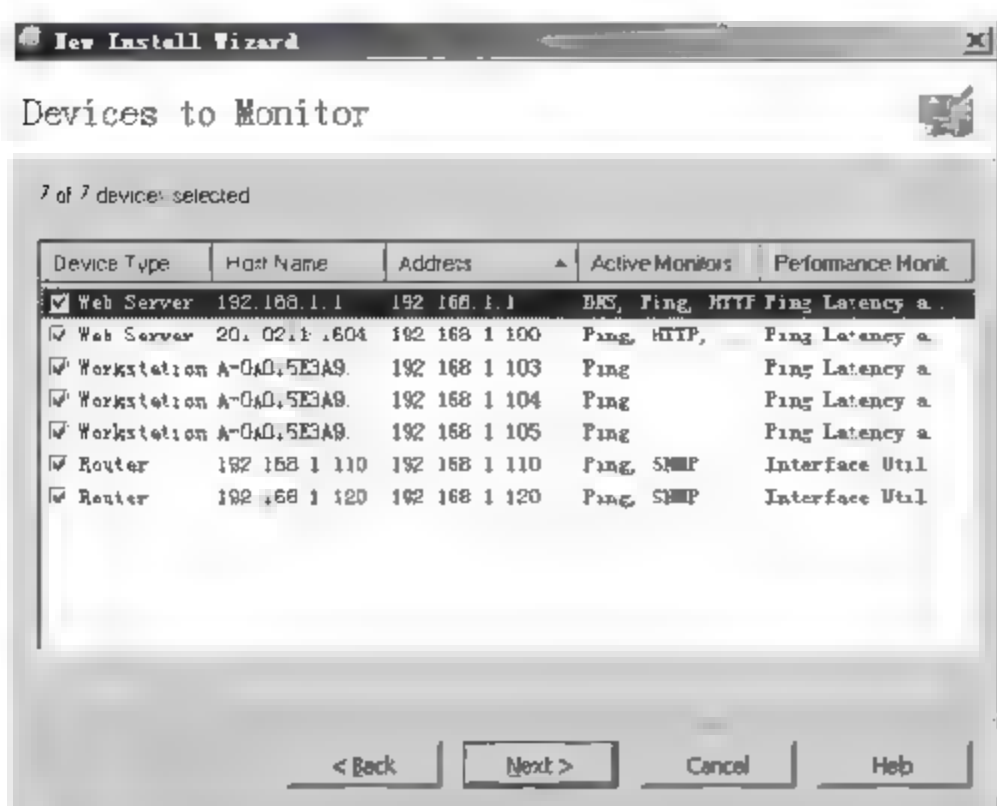 New Install Wizard
Devices to Monitor
7 of 7 devices selected
Device Type Host Name Address Active Monitors Performance Monit
Web Server 192.168.1.1 192.168.1.1 DNS, Ping, HTTP Ping Latency a..
Web Server 192 168 1 100 Ping, HTTP, Ping Latency a.
Workstation 192 168 1 103 Ping Ping Latency a
Workstation 192 168 1 104 Ping Ping Latency a
Workstation 192 168 1 105 Ping Ping Latency a
Router 192 168 1 110 192 168 1 110 Ping, SNMP Interface Util
Router 192 168 1 120 192 168 1 120 Ping, SNMP Interface Util
< Back Next > Cancel Help